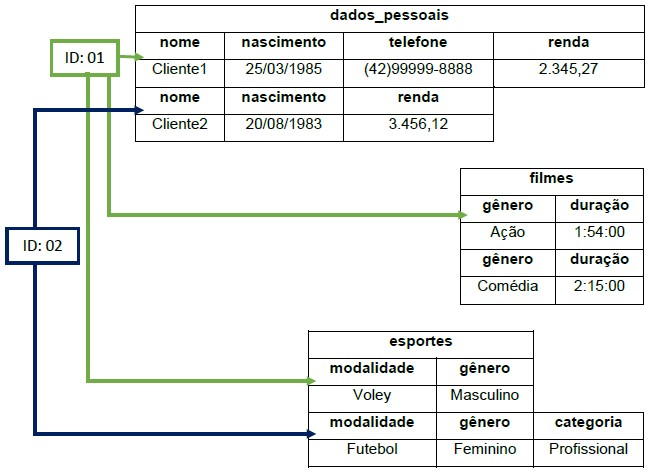 dados_pessoais
nome nascimento telefone renda
ID: 01
Cliente1 25/03/1985 (42)99999-8888 2.345,27
nome nascimento renda
Cliente2 20/08/1983 3.456,12
filmes
gênero duração
Ação 1:54:00
gênero duração
Comédia 2:15:00
ID: 02
esportes
modalidade gênero
Voley Masculino
modalidade gênero categoria
Futebol Feminino Profissional